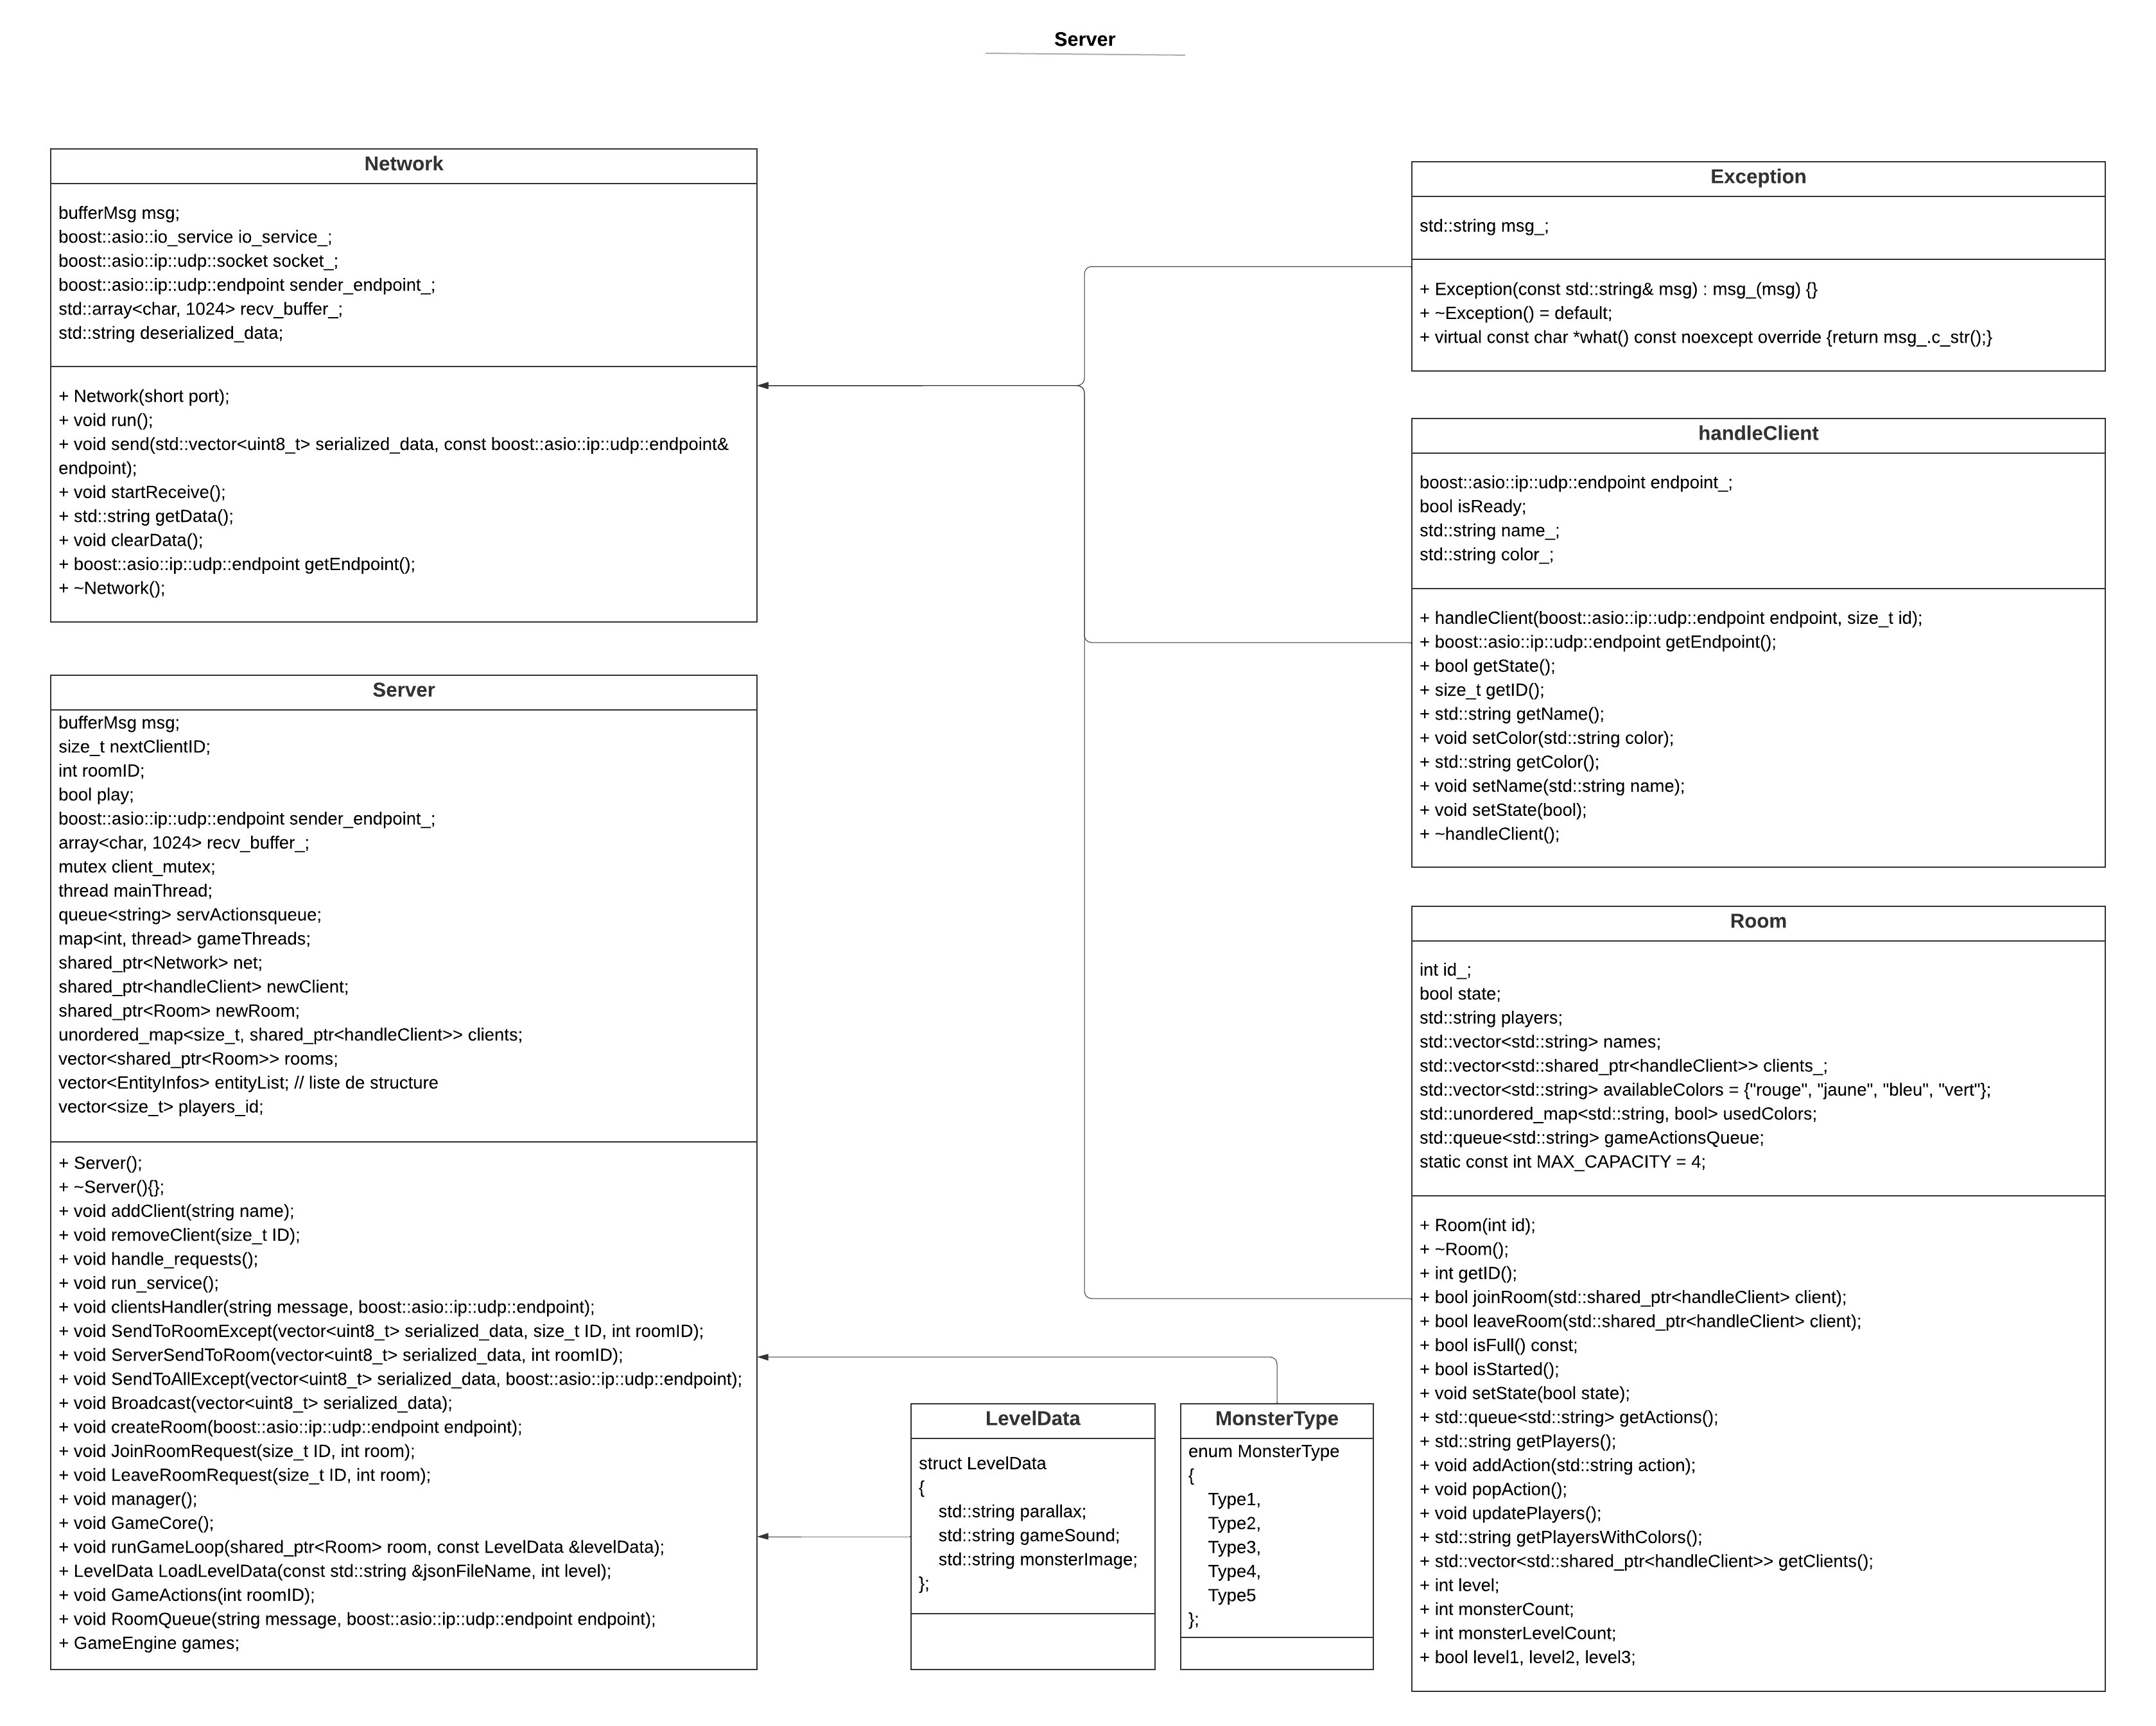 Server
Network
bufferMsg msg;
boost::asio::io_service io_service_;
boost::asio::ip::udp::socket socket_;
boost::asio::ip::udp::endpoint sender_endpoint_;
std::array<char, 1024> recv_buffer_;
std::string deserialized_data;
+ Network(short port);
+ void run();
+ void send(std::vector<uint8_t> serialized_data, const boost::asio::ip::udp::endpoint&
endpoint);
+ void startReceive();
+ std::string getData();
+ void clearData();
+ boost::asio::ip::udp::endpoint getEndpoint();
+ ~Network();
Server
bufferMsg msg;
size_t nextClientID;
int roomID;
bool play;
boost::asio::ip::udp::endpoint sender_endpoint_;
array<char, 1024> recv_buffer_;
mutex client_mutex;
thread mainThread;
queue<string> servActionsqueue;
map<int, thread> gameThreads;
shared_ptr<Network> net;
shared_ptr<handleClient> newClient;
shared_ptr<Room> newRoom;
unordered_map<size_t, shared_ptr<handleClient>> clients;
vector<shared_ptr<Room>> rooms;
vector<EntityInfos> entityList; // liste de structure
vector<size_t> players_id;
+ Server();
+ ~Server(){};
+ void addClient(string name);
+ void removeClient(size_t ID);
+ void handle_requests();
+ void run_service();
+ void clientsHandler(string message, boost::asio::ip::udp::endpoint);
+ void SendToRoomExcept(vector<uint8_t> serialized_data, size_t ID, int roomID);
+ void ServerSendToRoom(vector<uint8_t> serialized_data, int roomID);
+ void SendToAllExcept(vector<uint8_t> serialized_data, boost::asio::ip::udp::endpoint);
+ void Broadcast(vector<uint8_t> serialized_data);
+ void createRoom(boost::asio::ip::udp::endpoint endpoint);
+ void JoinRoomRequest(size_t ID, int room);
+ void LeaveRoomRequest(size_t ID, int room);
+ void manager();
+ void GameCore();
+ void runGameLoop(shared_ptr<Room> room, const LevelData &levelData);
+ LevelData LoadLevelData(const std::string &jsonFileName, int level);
+ void GameActions(int roomID);
+ void RoomQueue(string message, boost::asio::ip::udp::endpoint endpoint);
+ GameEngine games;
LevelData
struct LevelData
{
std::string parallax;
std::string gameSound;
std::string monsterImage;
};
MonsterType
enum MonsterType
{
Type1,
Type2,
Type3,
Type4,
Type5
};
Exception
std::string msg_;
+ Exception(const std::string& msg) : msg_(msg) {}
+ ~Exception() = default;
+ virtual const char *what() const noexcept override {return msg_.c_str();}
handleClient
boost::asio::ip::udp::endpoint endpoint_;
bool isReady;
std::string name_;
std::string color_;
+ handleClient(boost::asio::ip::udp::endpoint endpoint, size_t id);
+ boost::asio::ip::udp::endpoint getEndpoint();
+ bool getState();
+ size_t getID();
+ std::string getName();
+ void setColor(std::string color);
+ std::string getColor();
+ void setName(std::string name);
+ void setState(bool);
+ ~handleClient();
Room
int id_;
bool state;
std::string players;
std::vector<std::string> names;
std::vector<std::shared_ptr<handleClient>> clients_;
std::vector<std::string> availableColors = {"rouge", "jaune", "bleu", "vert"};
std::unordered_map<std::string, bool> usedColors;
std::queue<std::string> gameActionsQueue;
static const int MAX_CAPACITY = 4;
+ Room(int id);
+ ~Room();
+ int getID();
+ bool joinRoom(std::shared_ptr<handleClient> client);
+ bool leaveRoom(std::shared_ptr<handleClient> client);
+ bool isFull() const;
+ bool isStarted();
+ void setState(bool state);
+ std::queue<std::string> getActions();
+ std::string getPlayers();
+ void addAction(std::string action);
+ void popAction();
+ void updatePlayers();
+ std::string getPlayersWithColors();
+ std::vector<std::shared_ptr<handleClient>> getClients();
+ int level;
+ int monsterCount;
+ int monsterLevelCount;
+ bool level1, level2, level3;